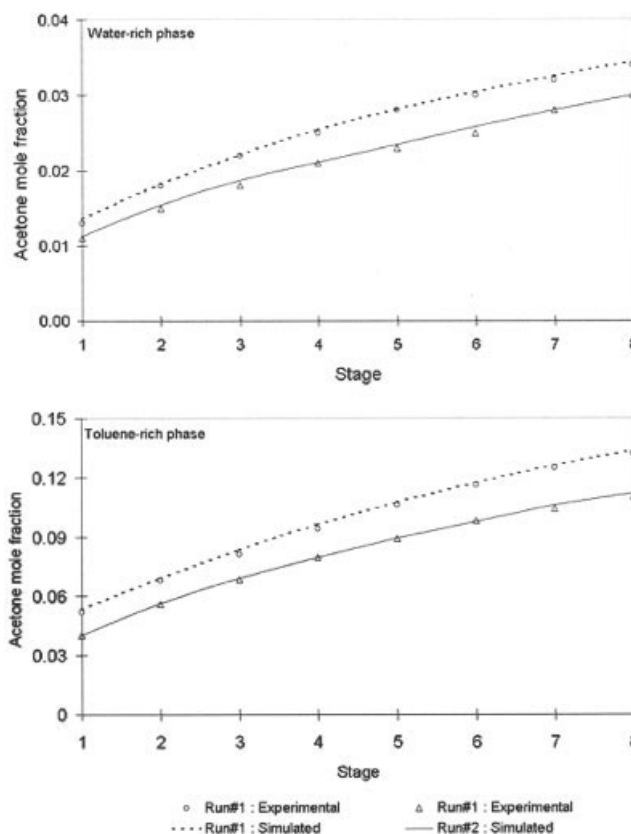 0.04
Water-rich phase
0.03
0.02
0.01
0.00
Acetone mole fraction
1 2 3 4 5 6 7 8
Stage
0.15
Toluene-rich phase
0.12
0.09
0.06
0.03
0
Acetone mole fraction
1 2 3 4 5 6 7 8
Stage
Run#1 : Experimental Run#1 : Experimental
Run#1 : Simulated Run#2 : Simulated